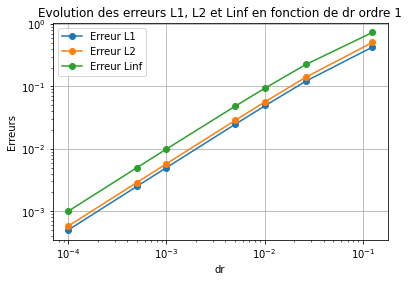 Evolution des erreurs L1, L2 et Linf en fonction de dr ordre 1
Erreur L1
Erreur L2
Erreur Linf
10⁰
10⁻¹
10⁻²
10⁻³
Erreurs
10⁻⁴ 10⁻³ 10⁻² 10⁻¹
dr